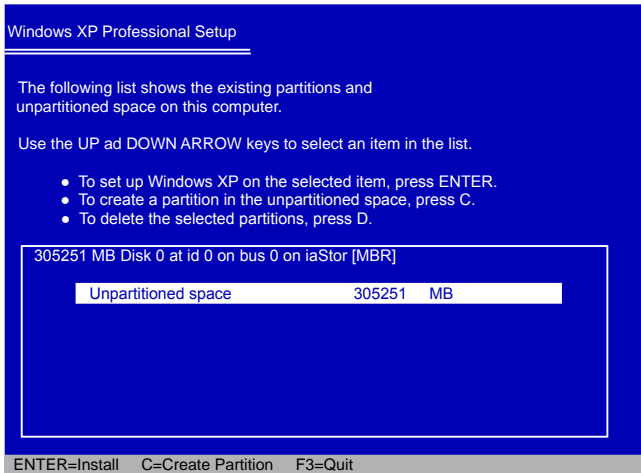 Windows XP Professional Setup
The following list shows the existing partitions and
unpartitioned space on this computer.
Use the UP ad DOWN ARROW keys to select an item in the list.
● To set up Windows XP on the selected item, press ENTER.
● To create a partition in the unpartitioned space, press C.
● To delete the selected partitions, press D.
305251 MB Disk 0 at id 0 on bus 0 on iaStor [MBR]
Unpartitioned space 305251 MB
ENTER=Install C=Create Partition F3=Quit